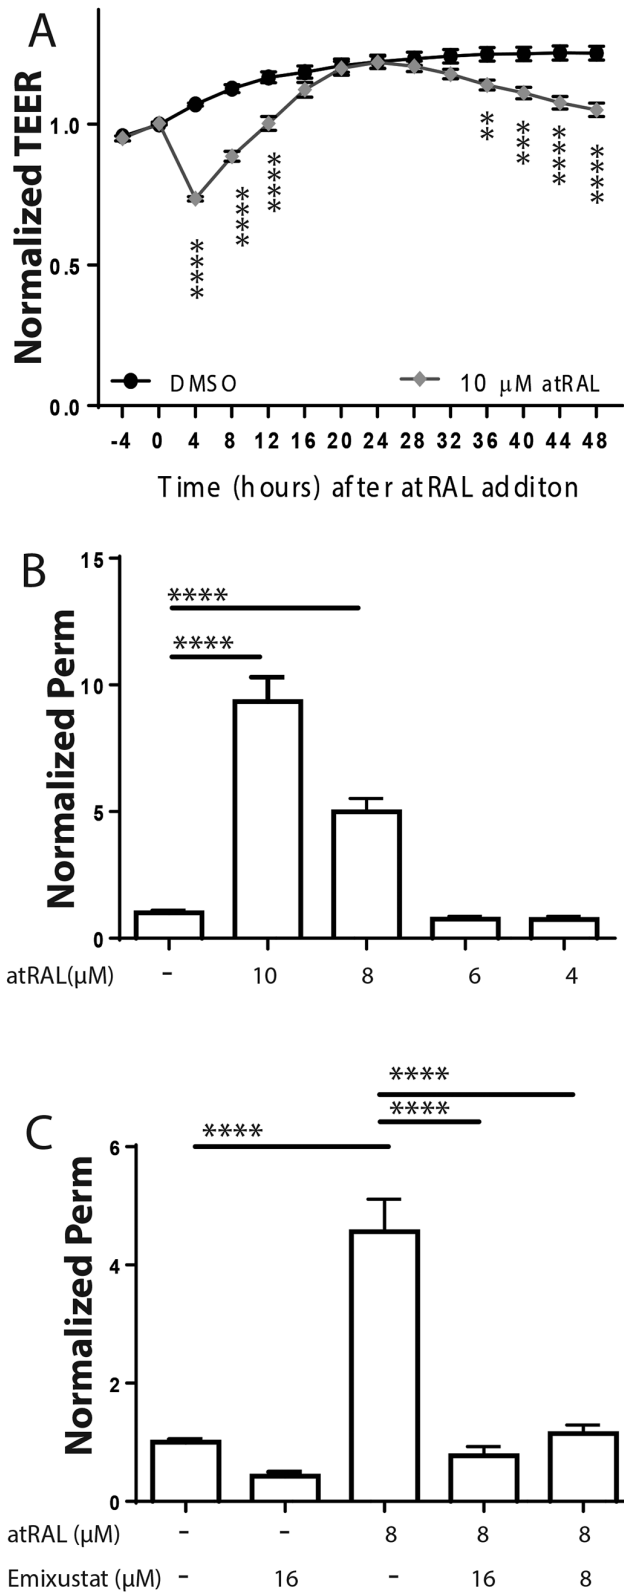 A
Normalized TEER
1.0
0.5
0.0
**
***
****
****
****
****
****
DMSO
10 μM atRAL
-4 0 4 8 12 16 20 24 28 32 36 40 44 48
Time (hours) after atRAL additon
B
Normalized Perm
15
10
5
0
****
****
atRAL(μM) - 10 8 6 4
C
Normalized Perm
6
4
2
0
****
****
****
atRAL (μM) - - 8 8 8
Emixustat (μM) - 16 - 16 8